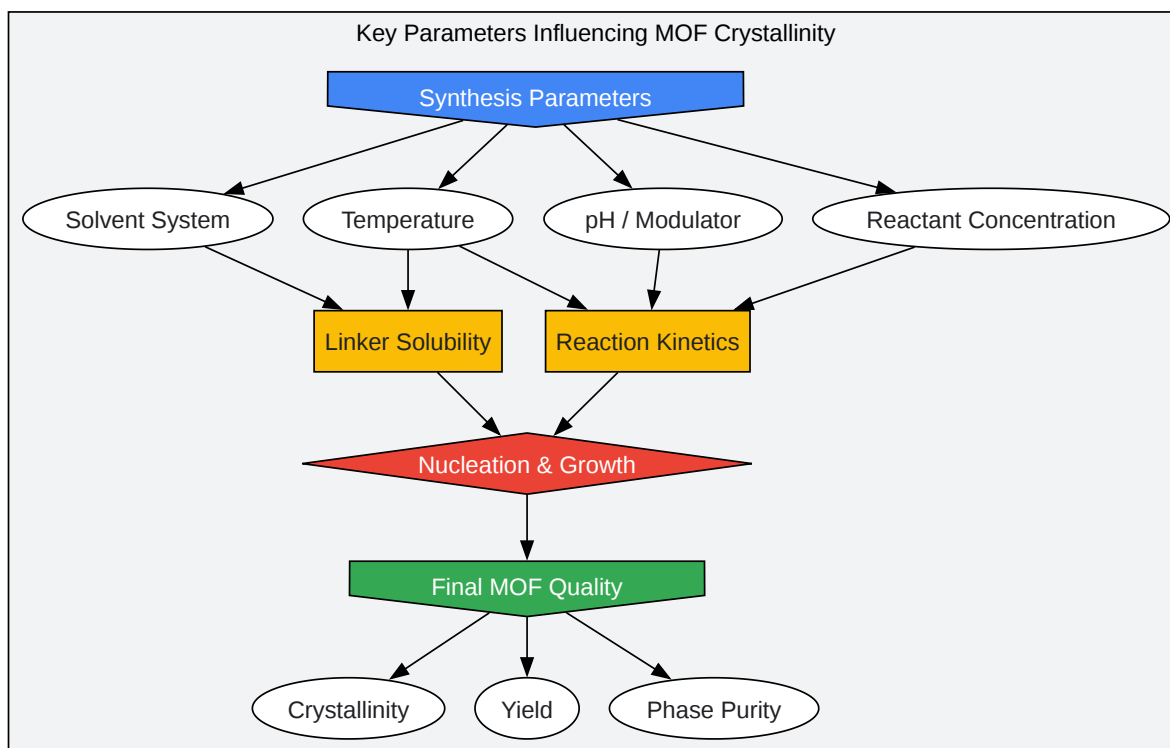 Key Parameters Influencing MOF Crystallinity
Synthesis Parameters
Solvent System
Temperature
pH / Modulator
Reactant Concentration
Linker Solubility
Reaction Kinetics
Nucleation & Growth
Final MOF Quality
Crystallinity
Yield
Phase Purity